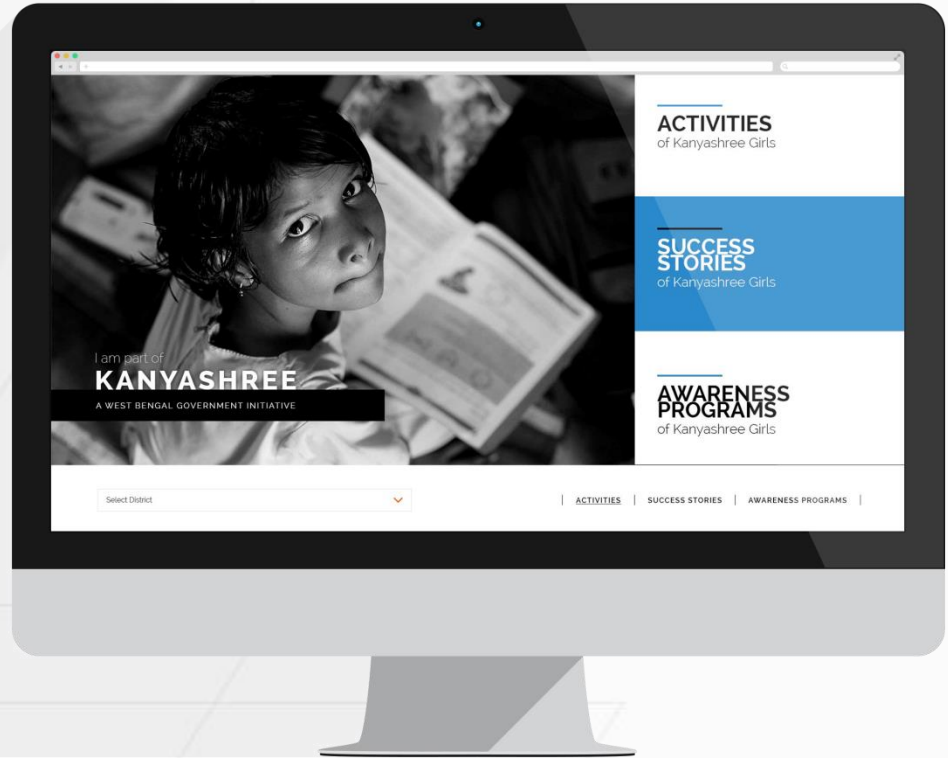 I am part of
KANYASHREE
A WEST BENGAL GOVERNMENT INITIATIVE
ACTIVITIES
of Kanyashree Girls
SUCCESS
STORIES
of Kanyashree Girls
AWARENESS
PROGRAMS
of Kanyashree Girls
Select District
| ACTIVITIES | SUCCESS STORIES | AWARENESS PROGRAMS |